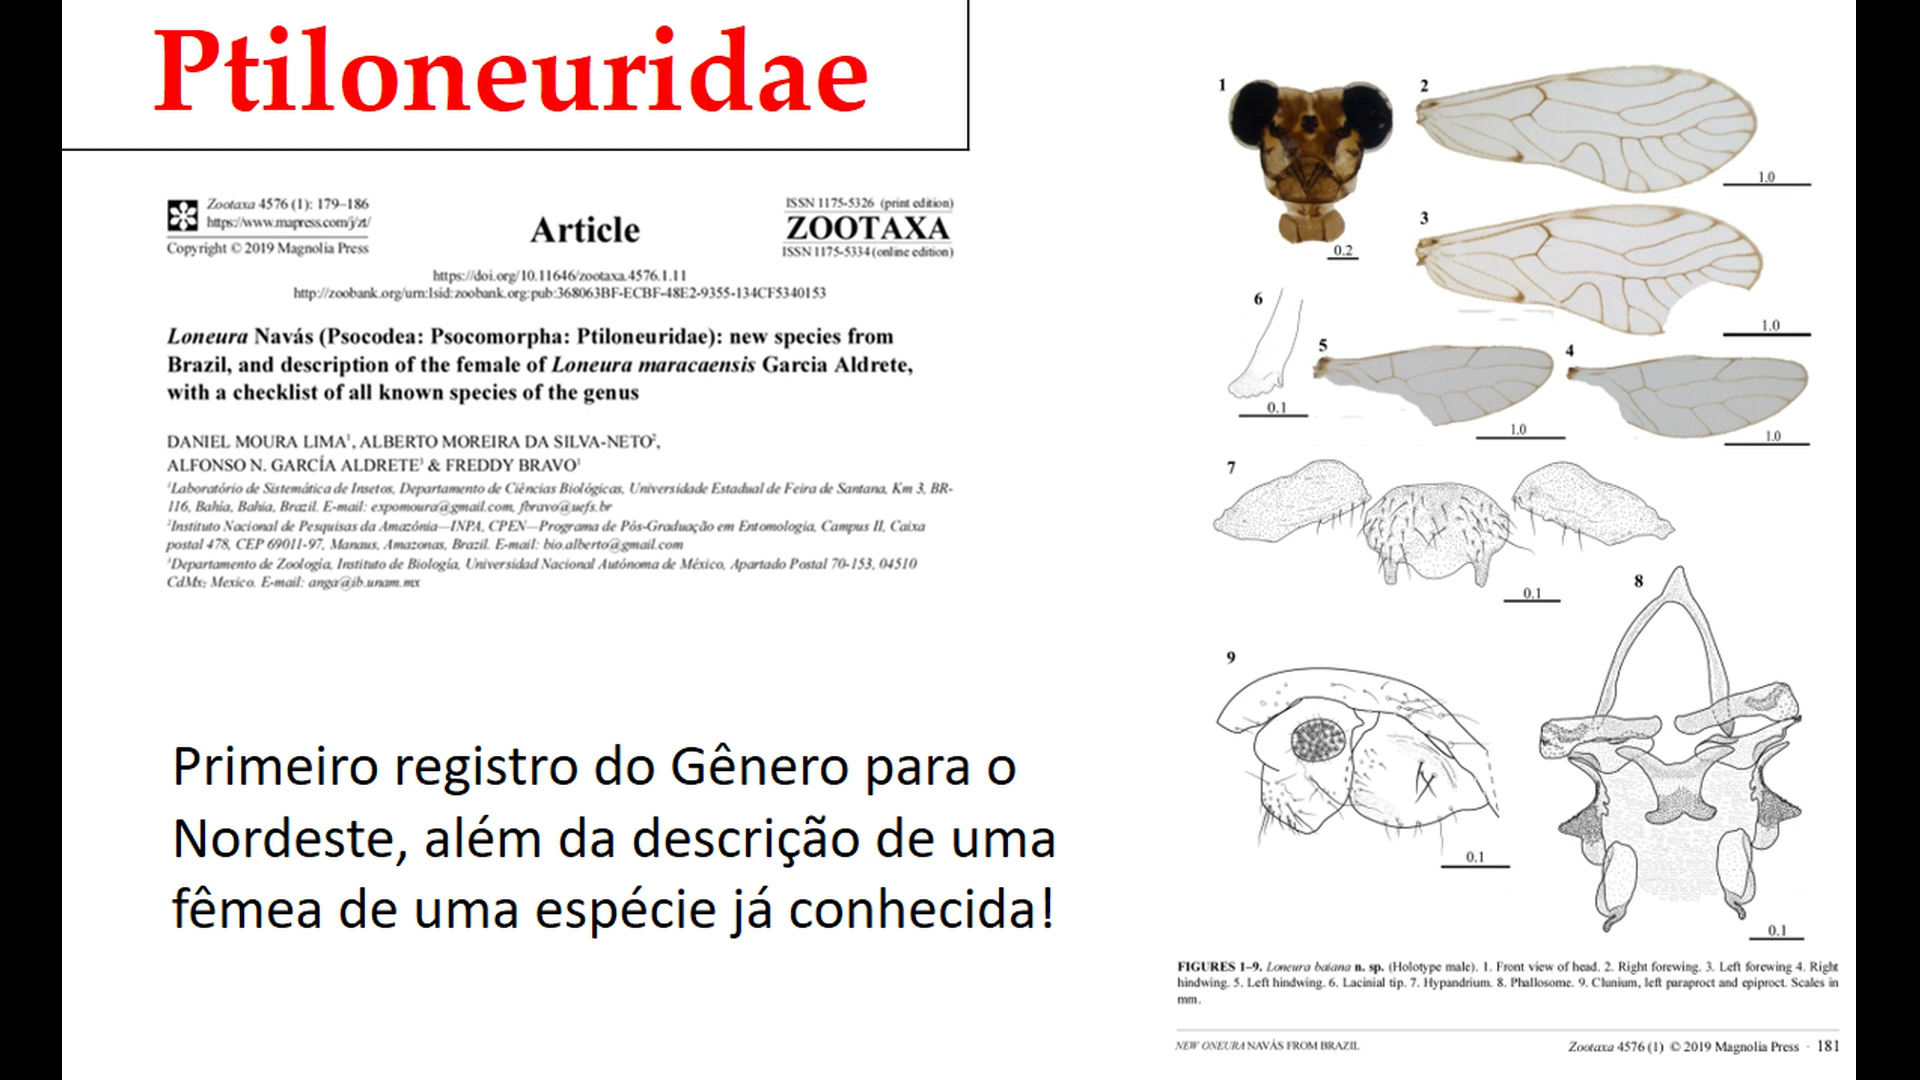 Ptiloneuridae
Zootaxa 4576 (1): 179–186
https://www.mapress.com/j/zt/
Copyright © 2019 Magnolia Press
Article
ISSN 1175-5326 (print edition)
ZOOTAXA
ISSN 1175-5334 (online edition)
https://doi.org/10.11646/zootaxa.4576.1.11
http://zoobank.org/urn:lsid:zoobank.org:pub:368063BF-ECBF-48E2-9355-134CF5340153
Loneura Navás (Psocodea: Psocomorpha: Ptiloneuridae): new species from
Brazil, and description of the female of Loneura maracaensis Garcia Aldrete,
with a checklist of all known species of the genus
DANIEL MOURA LIMA¹, ALBERTO MOREIRA DA SILVA-NETO²,
ALFONSO N. GARCÍA ALDRETE³ & FREDDY BRAVO¹
¹Laboratório de Sistemática de Insetos, Departamento de Ciências Biológicas, Universidade Estadual de Feira de Santana, Km 3, BR-
116, Bahia, Bahia, Brazil. E-mail: expomoura@gmail.com, fbravo@uefs.br
²Instituto Nacional de Pesquisas da Amazônia—INPA, CPEN—Programa de Pós-Graduação em Entomologia, Campus II, Caixa
postal 478, CEP 69011-97, Manaus, Amazonas, Brazil. E-mail: bio.alberto@gmail.com
³Departamento de Zoología, Instituto de Biología, Universidad Nacional Autónoma de México, Apartado Postal 70-153, 04510
CdMx; Mexico. E-mail: anga@ib.unam.mx
Primeiro registro do Gênero para o
Nordeste, além da descrição de uma
fêmea de uma espécie já conhecida!
1
0.2
2
1.0
3
1.0
6
0.1
5
1.0
4
1.0
7
0.1
8
0.1
9
0.1
FIGURES 1–9. Loneura baiana n. sp. (Holotype male). 1. Front view of head. 2. Right forewing. 3. Left forewing 4. Right
hindwing. 5. Left hindwing. 6. Lacinial tip. 7. Hypandrium. 8. Phallosome. 9. Clunium, left paraproct and epiproct. Scales in
mm.
NEW ONEURA NAVÁS FROM BRAZIL
Zootaxa 4576 (1) © 2019 Magnolia Press · 181